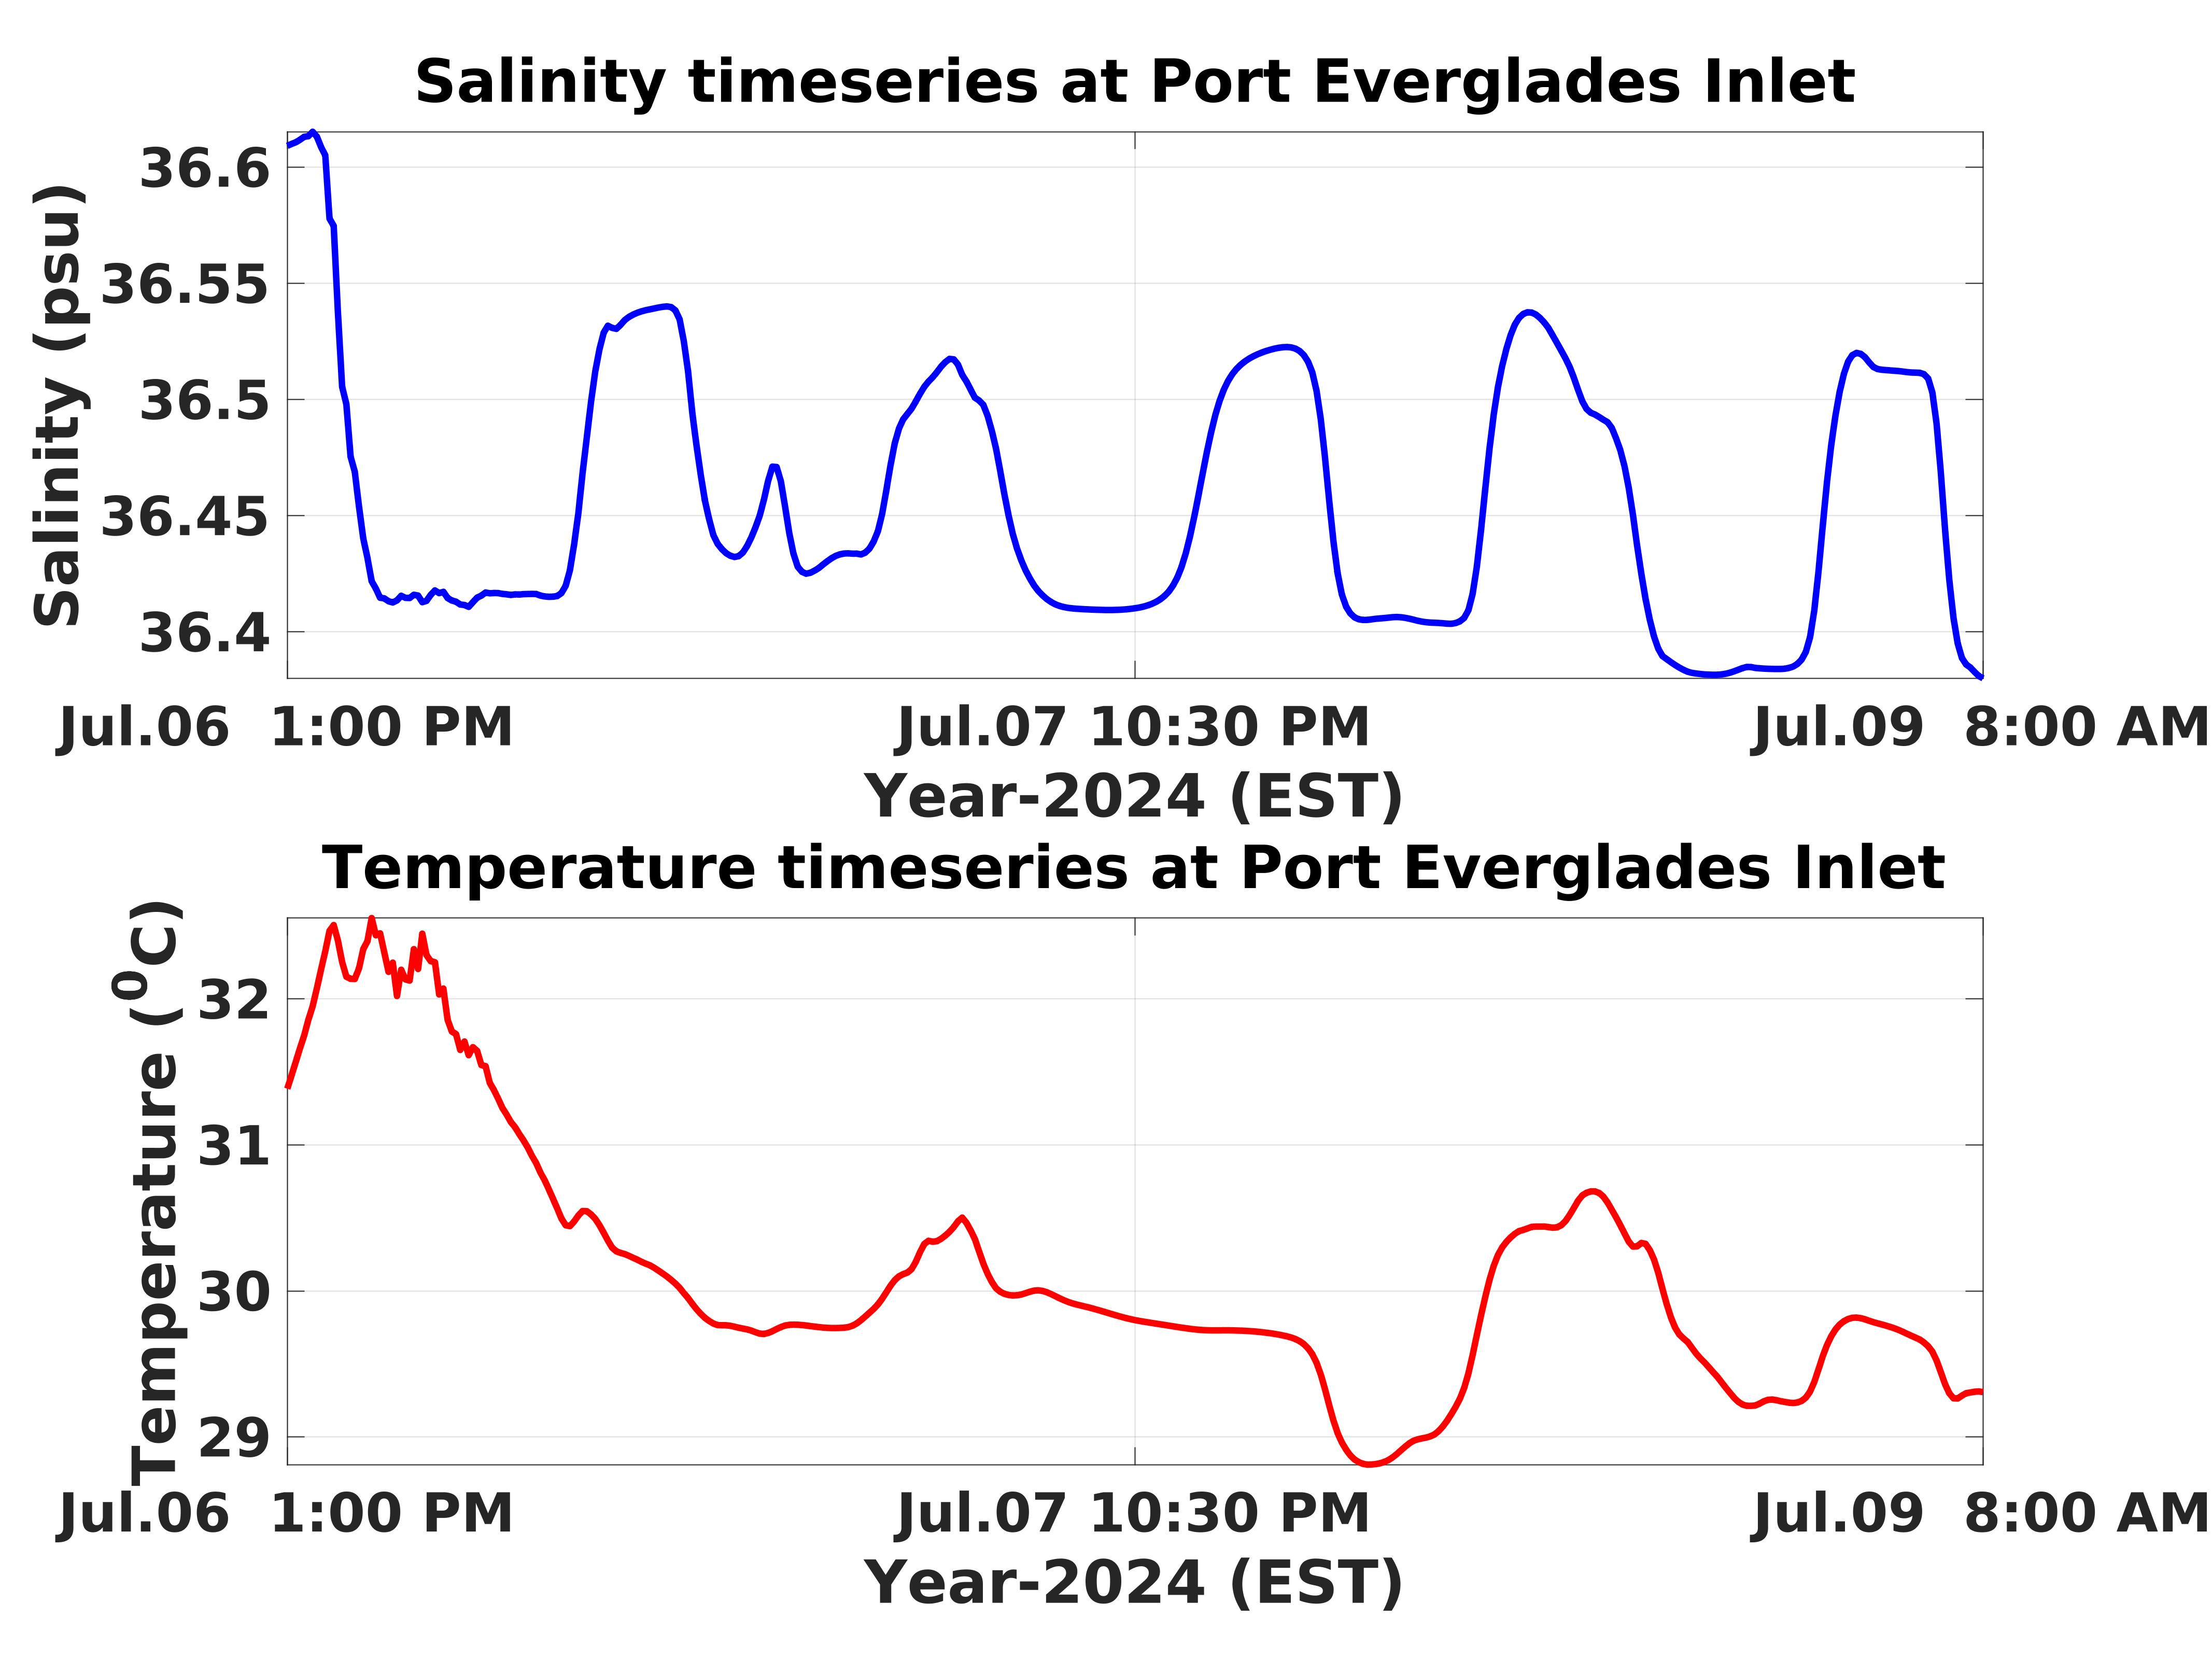 Salinity timeseries at Port Everglades Inlet
Salinity (psu)
36.6
36.55
36.5
36.45
36.4
Jul.06  1:00 PM
Jul.07 10:30 PM
Jul.09  8:00 AM
Year-2024 (EST)
Temperature timeseries at Port Everglades Inlet
Temperature (⁰C)
32
31
30
29
Jul.06  1:00 PM
Jul.07 10:30 PM
Jul.09  8:00 AM
Year-2024 (EST)